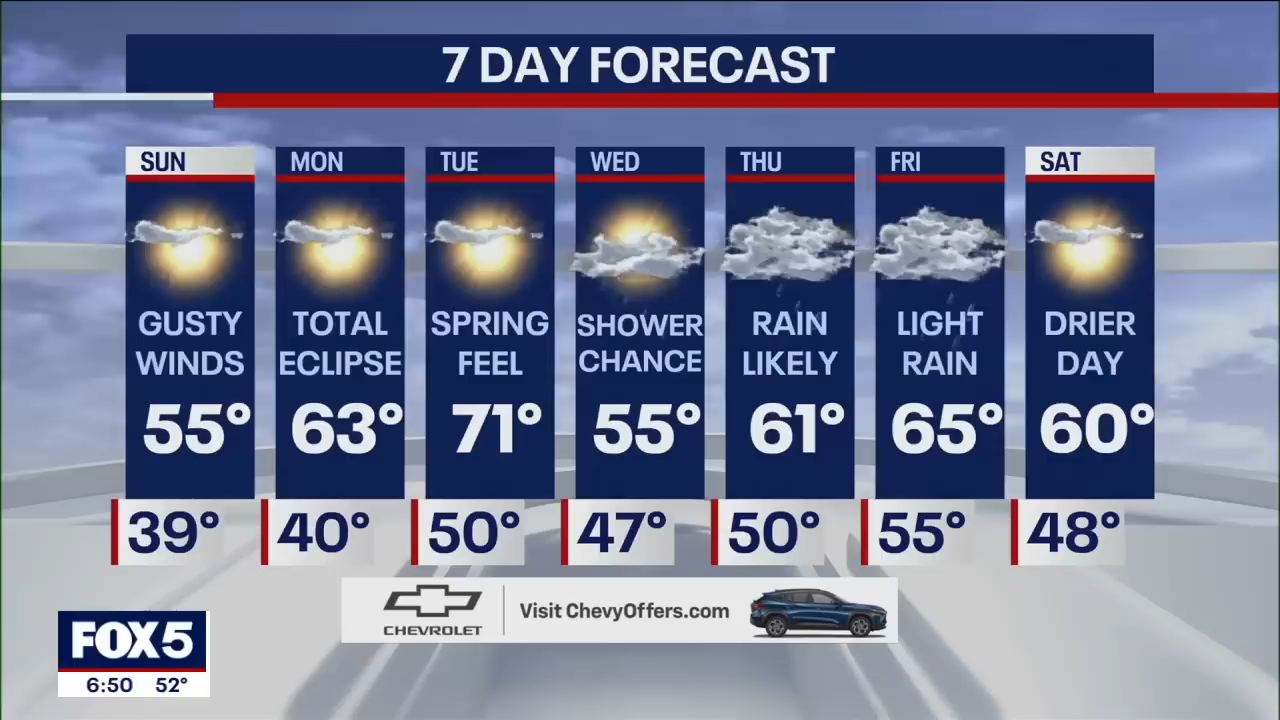 7 DAY FORECAST
SUN MON TUE WED THU FRI SAT
GUSTY WINDS
TOTAL ECLIPSE
SPRING FEEL
SHOWER CHANCE
RAIN LIKELY
LIGHT RAIN
DRIER DAY
55° 63° 71° 55° 61° 65° 60°
39° 40° 50° 47° 50° 55° 48°
CHEVROLET
Visit ChevyOffers.com
FOX 5
6:50 52°